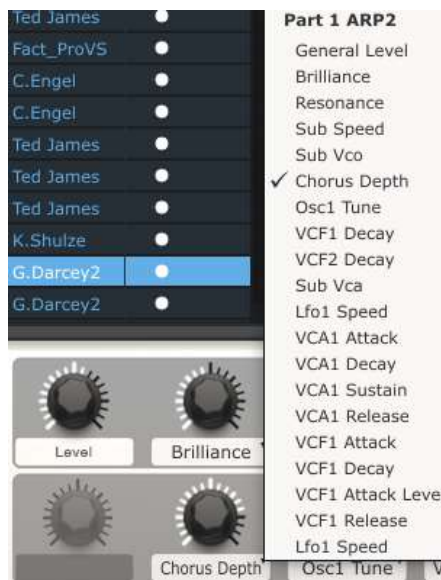 Ted James
Fact_ProVS
C.Engel
C.Engel
Ted James
Ted James
Ted James
K.Shulze
G.Darcey2
G.Darcey2
Part 1 ARP2
General Level
Brilliance
Resonance
Sub Speed
Sub Vco
✓ Chorus Depth
Osc1 Tune
VCF1 Decay
VCF2 Decay
Sub Vca
Lfo1 Speed
VCA1 Attack
VCA1 Decay
VCA1 Sustain
VCA1 Release
VCF1 Attack
VCF1 Decay
VCF1 Attack Leve
VCF1 Release
Lfo1 Speed
Level
Brilliance
Chorus Depth
Osc1 Tune
V